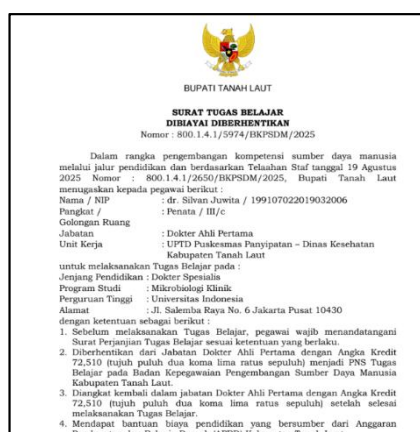 BUPATI TANAH LAUT
SURAT TUGAS BELAJAR
DIBIAYAI DIBERHENTIKAN
Nomor : 800.1.4.1/5974/BKPSDM/2025
Dalam rangka pengembangan kompetensi sumber daya manusia
melalui jalur pendidikan dan berdasarkan Telaahan Staf tanggal 19 Agustus
2025 Nomor : 800.1.4.1/2650/BKPSDM/2025, Bupati Tanah Laut
menugaskan kepada pegawai berikut :
Nama / NIP : dr. Silvan Juwita / 199107022019032006
Pangkat / : Penata / III/c
Golongan Ruang
Jabatan : Dokter Ahli Pertama
Unit Kerja : UPTD Puskesmas Panyipatan – Dinas Kesehatan
Kabupaten Tanah Laut
untuk melaksanakan Tugas Belajar pada :
Jenjang Pendidikan : Dokter Spesialis
Program Studi : Mikrobiologi Klinik
Perguruan Tinggi : Universitas Indonesia
Alamat : Jl. Salemba Raya No. 6 Jakarta Pusat 10430
dengan ketentuan sebagai berikut :
1. Sebelum melaksanakan Tugas Belajar, pegawai wajib menandatangani
Surat Perjanjian Tugas Belajar sesuai ketentuan yang berlaku.
2. Diberhentikan dari Jabatan Dokter Ahli Pertama dengan Angka Kredit
72,510 (tujuh puluh dua koma lima ratus sepuluh) menjadi PNS Tugas
Belajar pada Badan Kepegawaian Pengembangan Sumber Daya Manusia
Kabupaten Tanah Laut.
3. Diangkat kembali dalam jabatan Dokter Ahli Pertama dengan Angka Kredit
72,510 (tujuh puluh dua koma lima ratus sepuluh) setelah selesai
melaksanakan Tugas Belajar.
4. Mendapat bantuan biaya pendidikan yang bersumber dari Anggaran